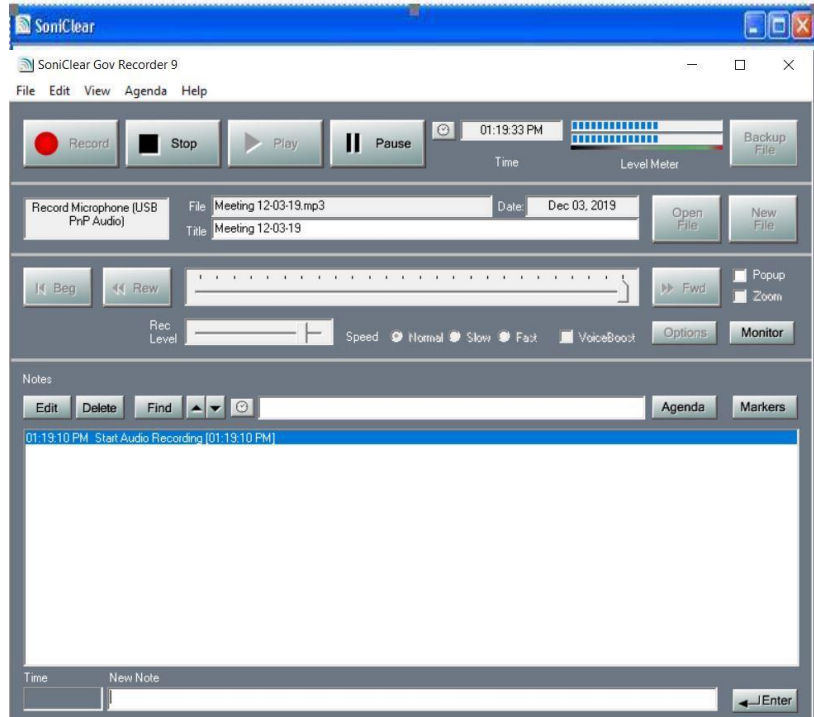 SoniClear
SoniClear Gov Recorder 9
File Edit View Agenda Help
Record Stop Play Pause 01:19:33 PM Backup File
Time Level Meter
Record Microphone (USB PnP Audio) File Meeting 12-03-19.mp3 Date: Dec 03, 2019 Open File New File
Title Meeting 12-03-19
Beg Rew Fwd Popup
Zoom
Rec Level Speed Normal Slow Fast VoiceBoost Options Monitor
Notes
Edit Delete Find Agenda Markers
01:19:10 PM Start Audio Recording [01:19:10 PM]
Time New Note
Enter